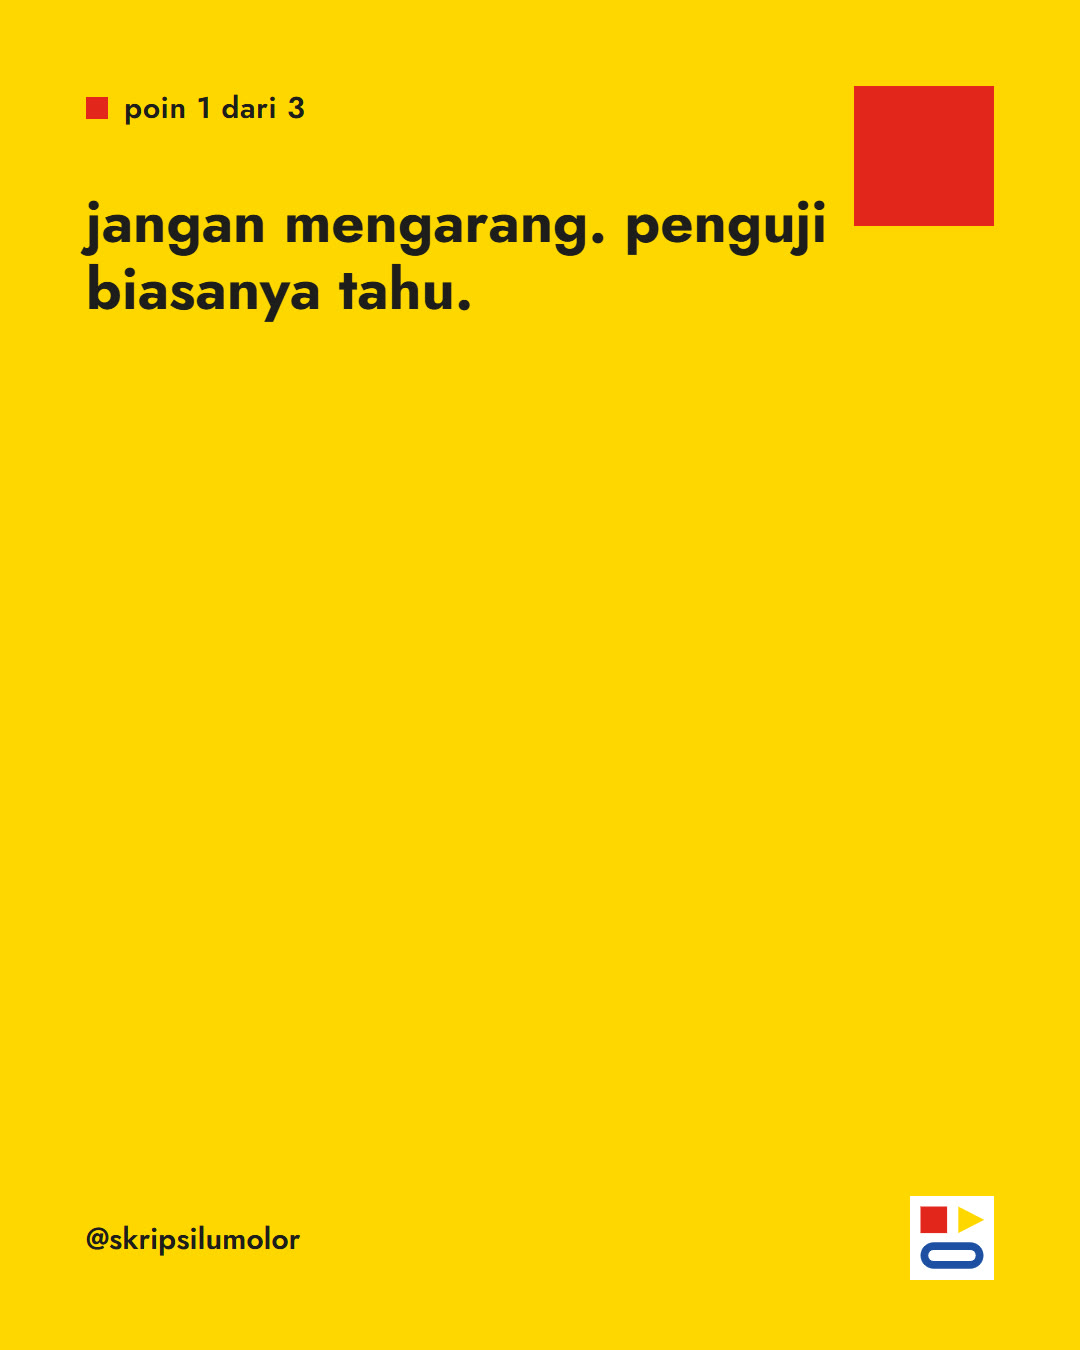 poin 1 dari 3
jangan mengarang. penguji
biasanya tahu.
@skripsilumolor